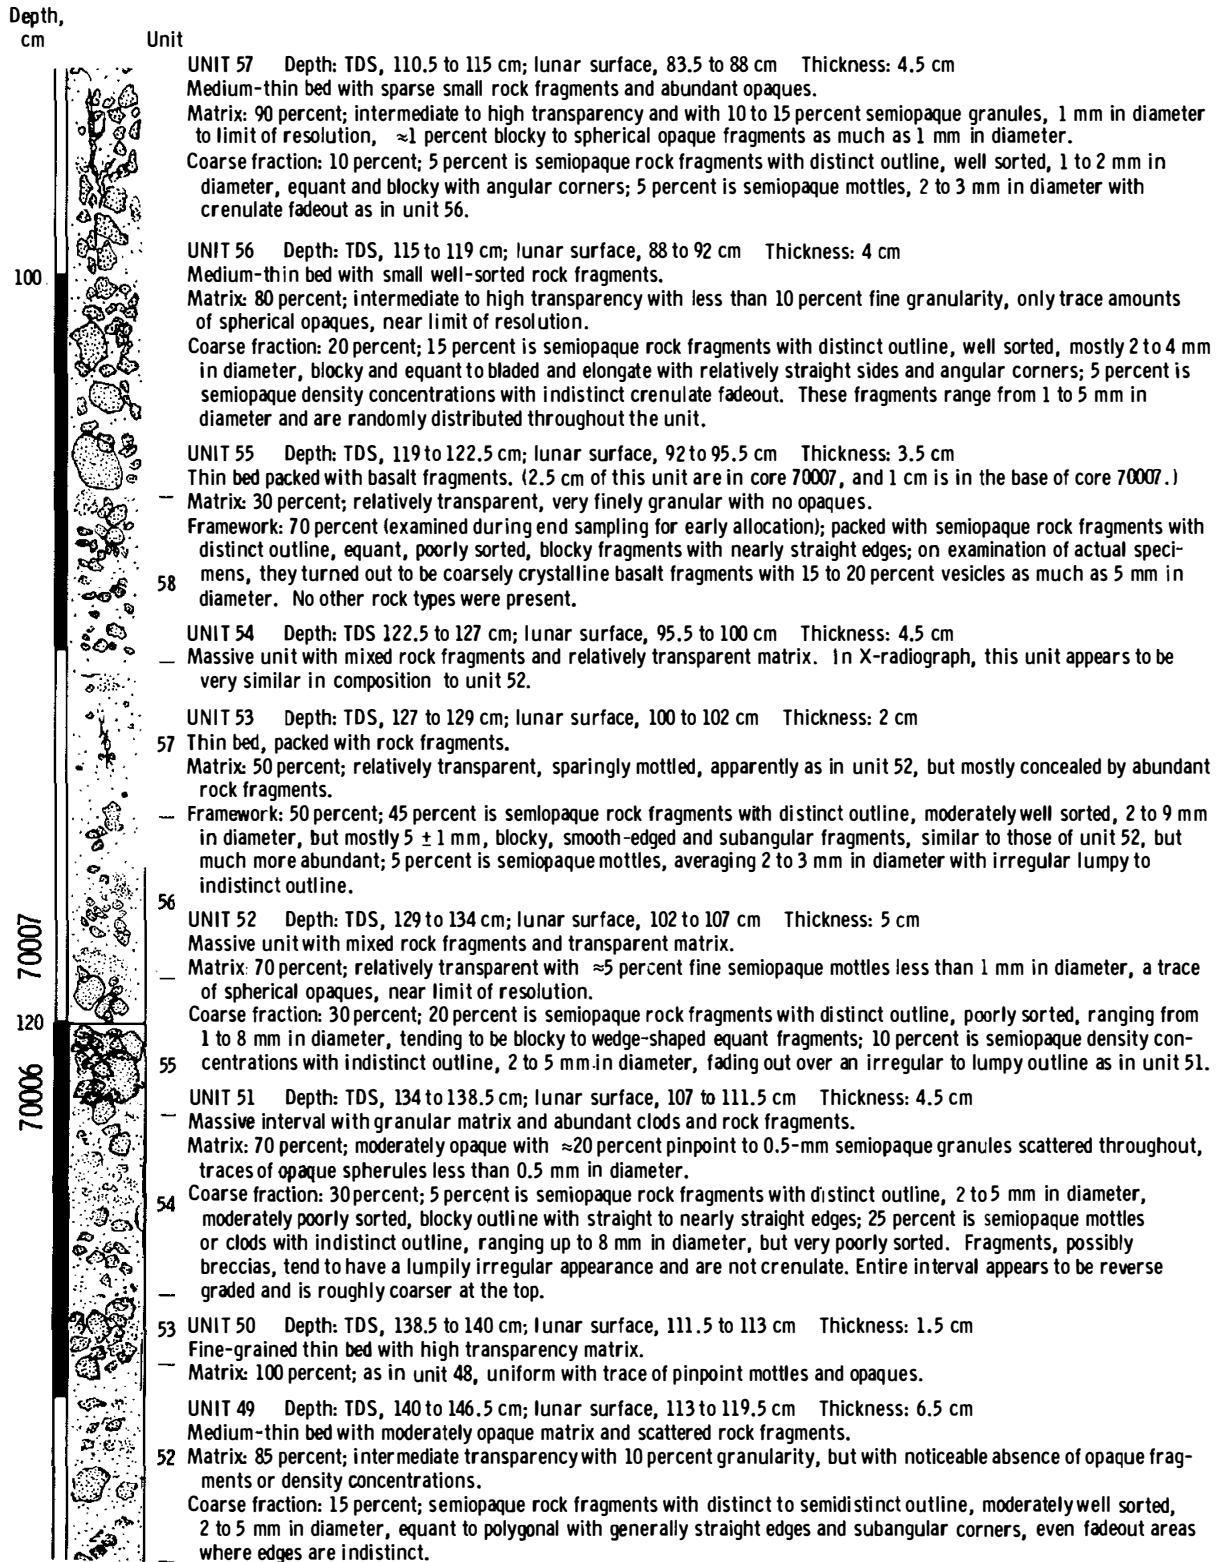 Depth,
cm
Unit
UNIT 57 Depth: TDS, 110.5 to 115 cm; lunar surface, 83.5 to 88 cm Thickness: 4.5 cm
Medium-thin bed with sparse small rock fragments and abundant opaques.
Matrix: 90 percent; intermediate to high transparency and with 10 to 15 percent semiopaque granules, 1 mm in diameter
to limit of resolution, ≈1 percent blocky to spherical opaque fragments as much as 1 mm in diameter.
Coarse fraction: 10 percent; 5 percent is semiopaque rock fragments with distinct outline, well sorted, 1 to 2 mm in
diameter, equant and blocky with angular corners; 5 percent is semiopaque mottles, 2 to 3 mm in diameter with
crenulate fadeout as in unit 56.
UNIT 56 Depth: TDS, 115 to 119 cm; lunar surface, 88 to 92 cm Thickness: 4 cm
100
Medium-thin bed with small well-sorted rock fragments.
Matrix: 80 percent; intermediate to high transparency with less than 10 percent fine granularity, only trace amounts
of spherical opaques, near limit of resolution.
Coarse fraction: 20 percent; 15 percent is semiopaque rock fragments with distinct outline, well sorted, mostly 2 to 4 mm
in diameter, blocky and equant to bladed and elongate with relatively straight sides and angular corners; 5 percent is
semiopaque density concentrations with indistinct crenulate fadeout. These fragments range from 1 to 5 mm in
diameter and are randomly distributed throughout the unit.
UNIT 55 Depth: TDS, 119 to 122.5 cm; lunar surface, 92 to 95.5 cm Thickness: 3.5 cm
Thin bed packed with basalt fragments. (2.5 cm of this unit are in core 70007, and 1 cm is in the base of core 70007.)
Matrix: 30 percent; relatively transparent, very finely granular with no opaques.
Framework: 70 percent (examined during end sampling for early allocation); packed with semiopaque rock fragments with
distinct outline, equant, poorly sorted, blocky fragments with nearly straight edges; on examination of actual speci-
58 mens, they turned out to be coarsely crystalline basalt fragments with 15 to 20 percent vesicles as much as 5 mm in
diameter. No other rock types were present.
UNIT 54 Depth: TDS 122.5 to 127 cm; lunar surface, 95.5 to 100 cm Thickness: 4.5 cm
Massive unit with mixed rock fragments and relatively transparent matrix. In X-radiograph, this unit appears to be
very similar in composition to unit 52.
UNIT 53 Depth: TDS, 127 to 129 cm; lunar surface, 100 to 102 cm Thickness: 2 cm
57 Thin bed, packed with rock fragments.
Matrix: 50 percent; relatively transparent, sparingly mottled, apparently as in unit 52, but mostly concealed by abundant
rock fragments.
Framework: 50 percent; 45 percent is semiopaque rock fragments with distinct outline, moderately well sorted, 2 to 9 mm
in diameter, but mostly 5 ± 1 mm, blocky, smooth-edged and subangular fragments, similar to those of unit 52, but
much more abundant; 5 percent is semiopaque mottles, averaging 2 to 3 mm in diameter with irregular lumpy to
indistinct outline.
56
UNIT 52 Depth: TDS, 129 to 134 cm; lunar surface, 102 to 107 cm Thickness: 5 cm
70007
Massive unit with mixed rock fragments and transparent matrix.
Matrix: 70 percent; relatively transparent with ≈5 percent fine semiopaque mottles less than 1 mm in diameter, a trace
of spherical opaques, near limit of resolution.
120
Coarse fraction: 30 percent; 20 percent is semiopaque rock fragments with distinct outline, poorly sorted, ranging from
1 to 8 mm in diameter, tending to be blocky to wedge-shaped equant fragments; 10 percent is semiopaque density con-
55 centrations with indistinct outline, 2 to 5 mm in diameter, fading out over an irregular to lumpy outline as in unit 51.
70006
UNIT 51 Depth: TDS, 134 to 138.5 cm; lunar surface, 107 to 111.5 cm Thickness: 4.5 cm
Massive interval with granular matrix and abundant clods and rock fragments.
Matrix: 70 percent; moderately opaque with ≈20 percent pinpoint to 0.5-mm semiopaque granules scattered throughout,
traces of opaque spherules less than 0.5 mm in diameter.
54 Coarse fraction: 30 percent; 5 percent is semiopaque rock fragments with distinct outline, 2 to 5 mm in diameter,
moderately poorly sorted, blocky outline with straight to nearly straight edges; 25 percent is semiopaque mottles
or clods with indistinct outline, ranging up to 8 mm in diameter, but very poorly sorted. Fragments, possibly
breccias, tend to have a lumpily irregular appearance and are not crenulate. Entire interval appears to be reverse
graded and is roughly coarser at the top.
53 UNIT 50 Depth: TDS, 138.5 to 140 cm; lunar surface, 111.5 to 113 cm Thickness: 1.5 cm
Fine-grained thin bed with high transparency matrix.
Matrix: 100 percent; as in unit 48, uniform with trace of pinpoint mottles and opaques.
UNIT 49 Depth: TDS, 140 to 146.5 cm; lunar surface, 113 to 119.5 cm Thickness: 6.5 cm
Medium-thin bed with moderately opaque matrix and scattered rock fragments.
52 Matrix: 85 percent; intermediate transparency with 10 percent granularity, but with noticeable absence of opaque frag-
ments or density concentrations.
Coarse fraction: 15 percent; semiopaque rock fragments with distinct to semidistinct outline, moderately well sorted,
2 to 5 mm in diameter, equant to polygonal with generally straight edges and subangular corners, even fadeout areas
where edges are indistinct.